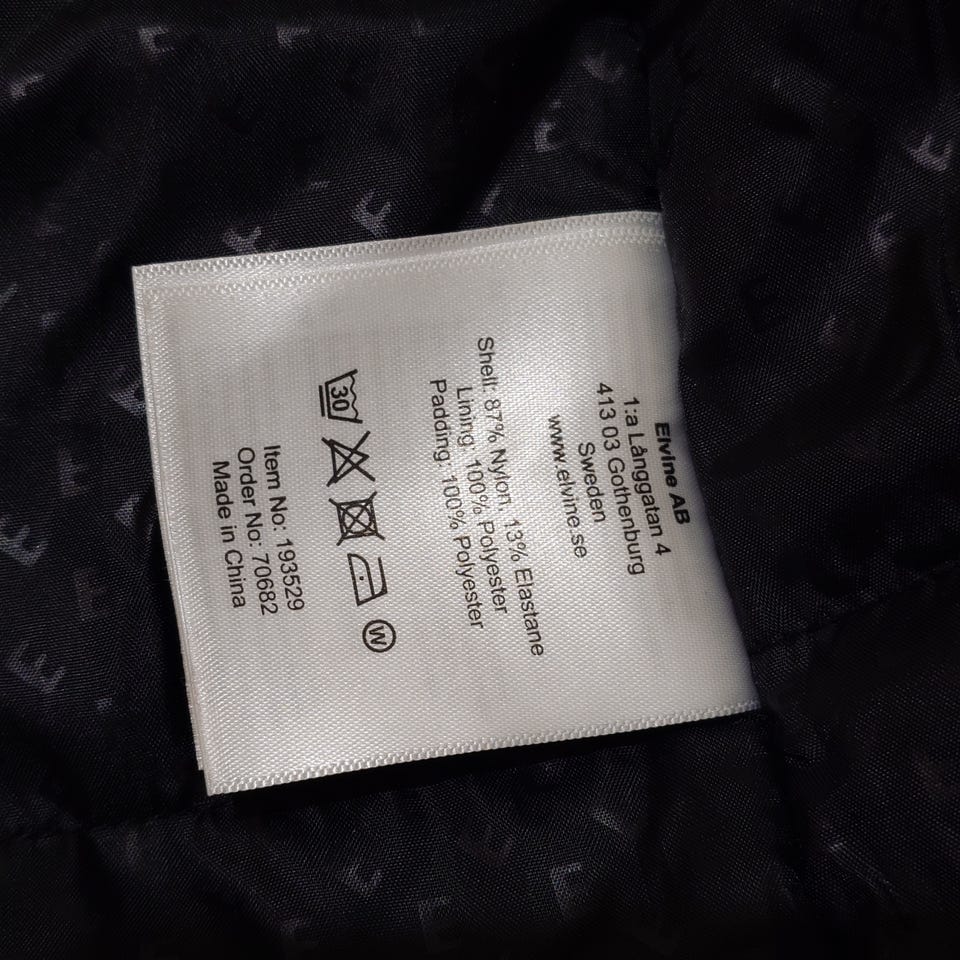 Elvine AB
1:a Långgatan 4
413 03 Gothenburg
Sweden
www.elvine.se
Shell: 87% Nylon, 13% Elastane
Lining: 100% Polyester
Padding: 100% Polyester
30 W
Item No: 193529
Order No: 70682
Made in China